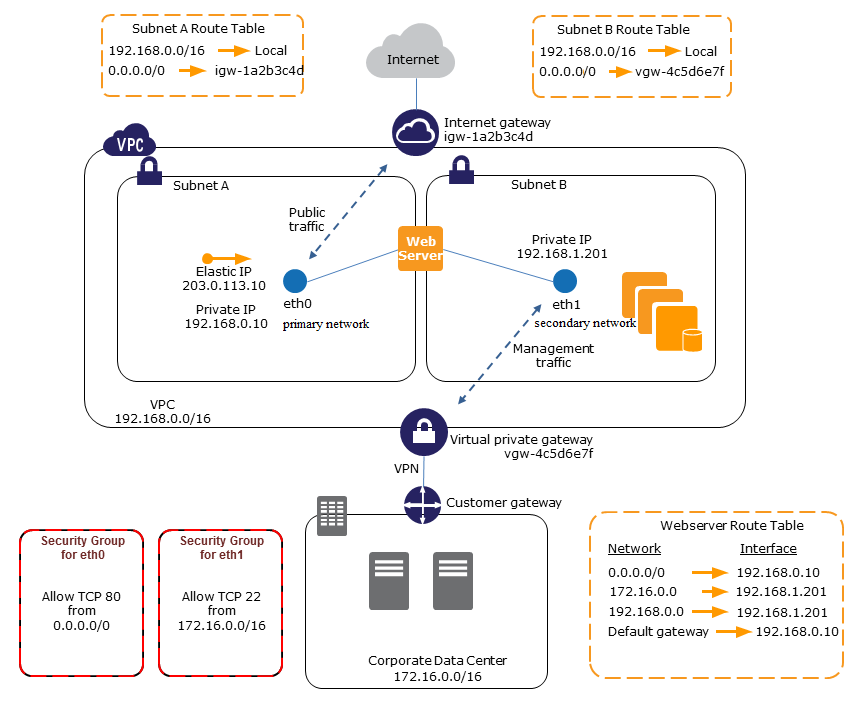 Subnet A Route Table
192.168.0.0/16 Local
0.0.0.0/0 igw-1a2b3c4d
Internet
Subnet B Route Table
192.168.0.0/16 Local
0.0.0.0/0 vgw-4c5d6e7f
Internet gateway
igw-1a2b3c4d
VPC
Subnet A
Subnet B
Public
traffic
Web
Server
Elastic IP
203.0.113.10
Private IP
192.168.0.10
eth0
primary network
Private IP
192.168.1.201
eth1
secondary network
Management
traffic
VPC
192.168.0.0/16
Virtual private gateway
vgw-4c5d6e7f
VPN
Customer gateway
Security Group
for eth0
Allow TCP 80
from
0.0.0.0/0
Security Group
for eth1
Allow TCP 22
from
172.16.0.0/16
Corporate Data Center
172.16.0.0/16
Webserver Route Table
Network Interface
0.0.0.0/0 192.168.0.10
172.16.0.0 192.168.1.201
192.168.0.0 192.168.1.201
Default gateway 192.168.0.10